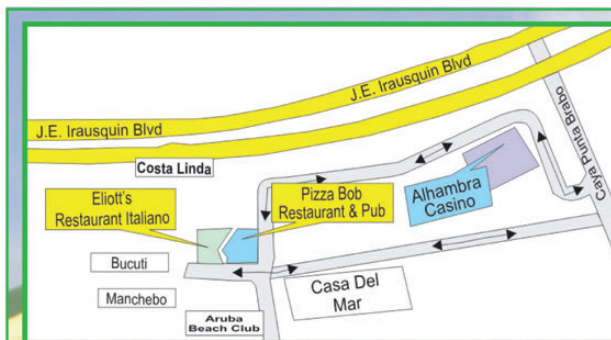 J.E. Irausquin Blvd
J.E. Irausquin Blvd
Caya Punta Brabo
Costa Linda
Eliott's
Restaurant Italiano
Pizza Bob
Restaurant & Pub
Alhambra
Casino
Bucuti
Manchebo
Casa Del
Mar
Aruba
Beach Club